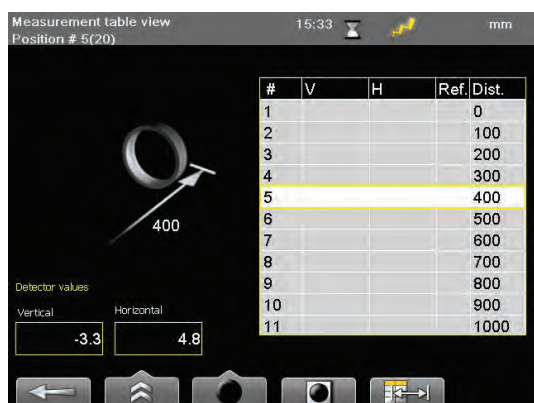 Measurement table view 15:33 mm
Position # 5(20)
# V H Ref. Dist.
1 0
2 100
3 200
4 300
5 400
6 500
7 600
8 700
9 800
10 900
11 1000
400
Detector values
Vertical Horizontal
-3.3 4.8